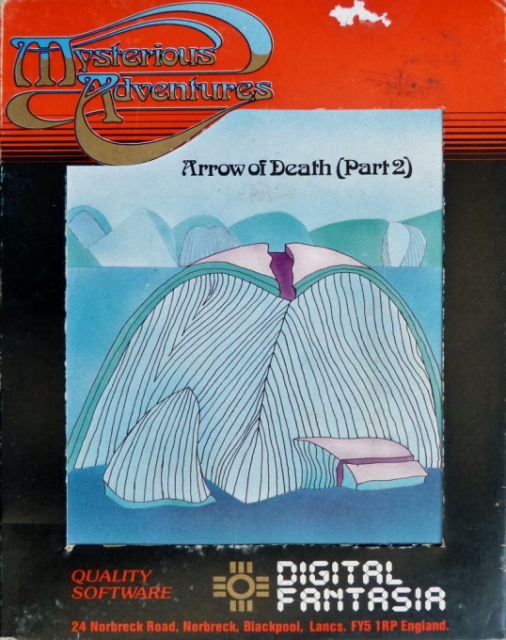 Mysterious
Adventures
Arrow of Death (Part 2)
QUALITY
SOFTWARE
DIGITAL
FANTASIA
24 Norbreck Road, Norbreck, Blackpool, Lancs. FY5 1RP England.